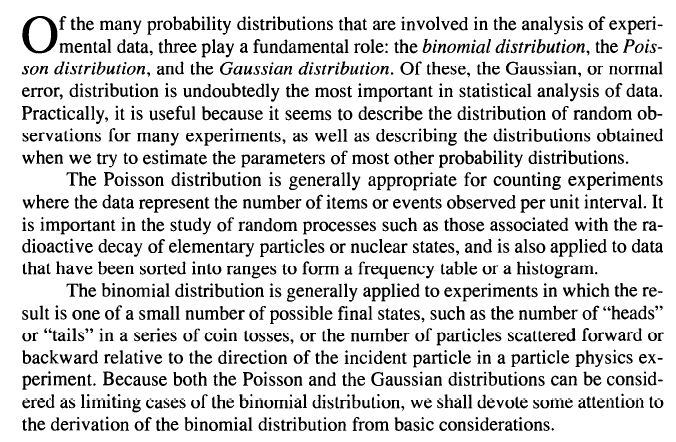 Of the many probability distributions that are involved in the analysis of experi-
mental data, three play a fundamental role: the binomial distribution, the Pois-
son distribution, and the Gaussian distribution. Of these, the Gaussian, or normal
error, distribution is undoubtedly the most important in statistical analysis of data.
Practically, it is useful because it seems to describe the distribution of random ob-
servations for many experiments, as well as describing the distributions obtained
when we try to estimate the parameters of most other probability distributions.
The Poisson distribution is generally appropriate for counting experiments
where the data represent the number of items or events observed per unit interval. It
is important in the study of random processes such as those associated with the ra-
dioactive decay of elementary particles or nuclear states, and is also applied to data
that have been sorted into ranges to form a frequency table or a histogram.
The binomial distribution is generally applied to experiments in which the re-
sult is one of a small number of possible final states, such as the number of “heads”
or “tails” in a series of coin tosses, or the number of particles scattered forward or
backward relative to the direction of the incident particle in a particle physics ex-
periment. Because both the Poisson and the Gaussian distributions can be consid-
ered as limiting cases of the binomial distribution, we shall devote some attention to
the derivation of the binomial distribution from basic considerations.